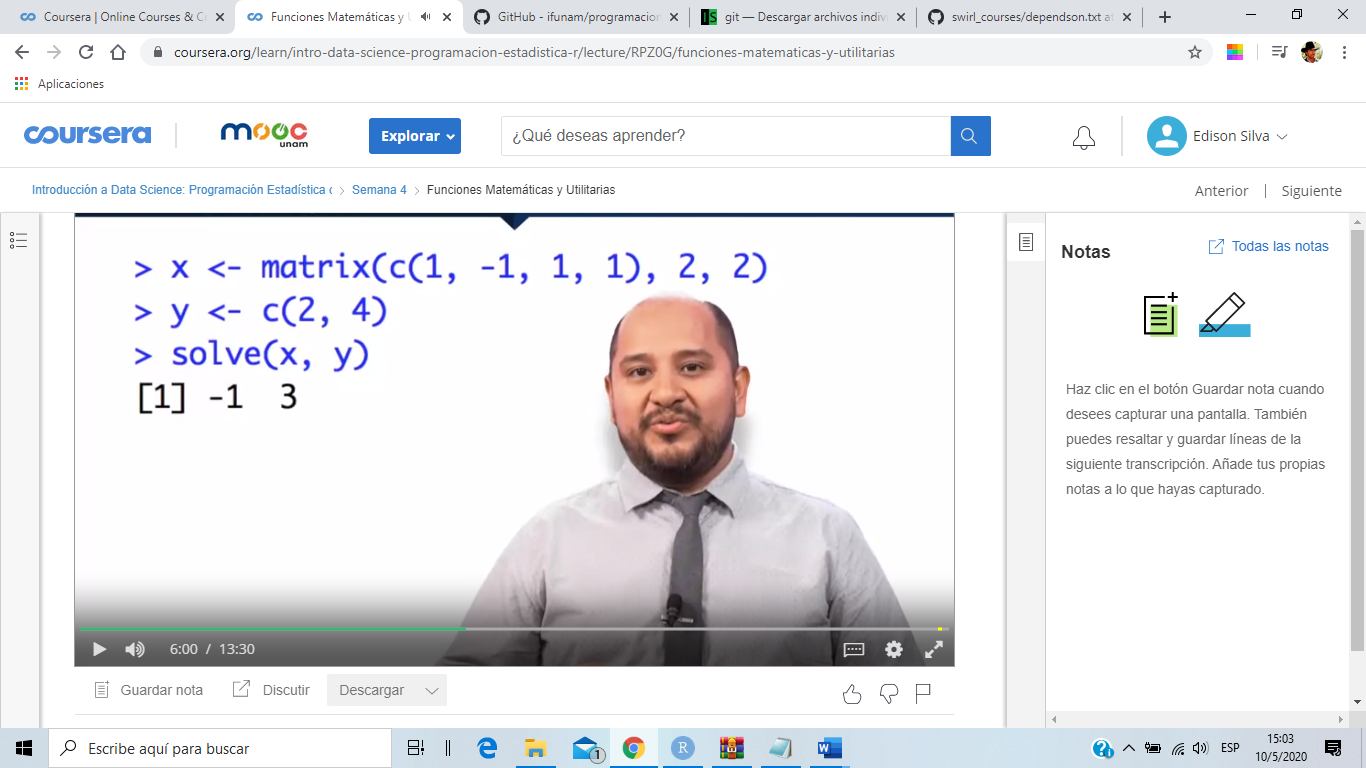 Coursera | Online Courses & C
Funciones Matemáticas y U
GitHub - ifunam/programacion
git — Descargar archivos indivi
swirl_courses/dependson.txt at
coursera.org/learn/intro-data-science-programacion-estadistica-r/lecture/RPZ0G/funciones-matematicas-y-utilitarias
Aplicaciones
coursera
mooc
unam
Explorar
¿Qué deseas aprender?
Edison Silva
Introducción a Data Science: Programación Estadística c
Semana 4
Funciones Matemáticas y Utilitarias
Anterior | Siguiente
> x <- matrix(c(1, -1, 1, 1), 2, 2)
> y <- c(2, 4)
> solve(x, y)
[1] -1 3
6:00 / 13:30
Guardar nota
Discutir
Descargar
Notas
Todas las notas
Haz clic en el botón Guardar nota cuando
desees capturar una pantalla. También
puedes resaltar y guardar líneas de la
siguiente transcripción. Añade tus propias
notas a lo que hayas capturado.
Escribe aquí para buscar
1
ESP
15:03
10/5/2020